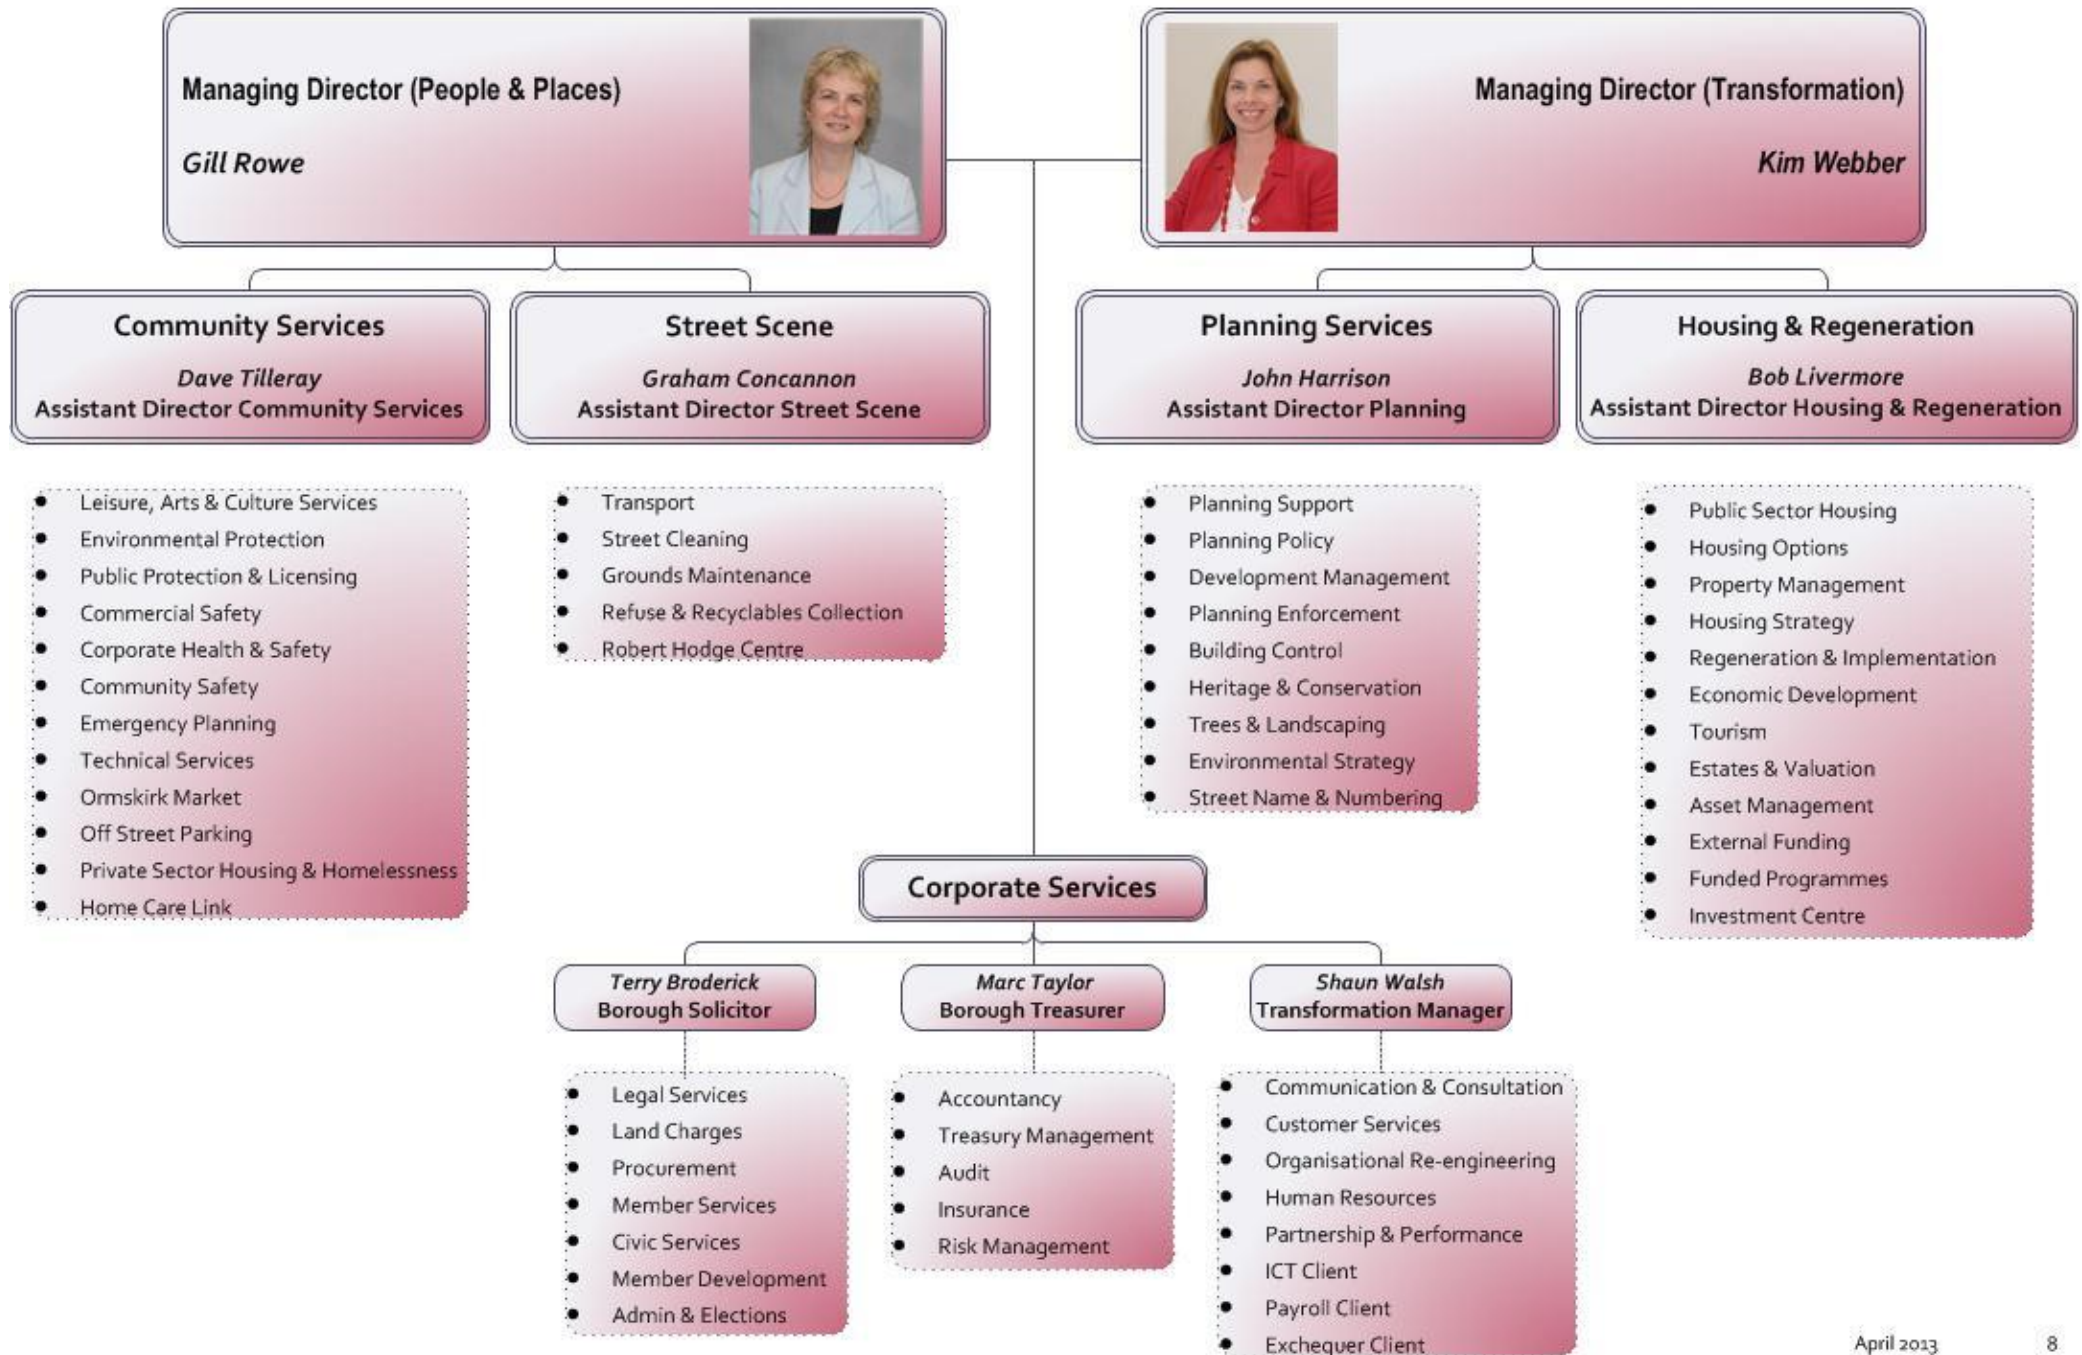 Managing Director (People & Places)
Gill Rowe
Managing Director (Transformation)
Kim Webber
Community Services
Dave Tilleray
Assistant Director Community Services
Street Scene
Graham Concannon
Assistant Director Street Scene
Planning Services
John Harrison
Assistant Director Planning
Housing & Regeneration
Bob Livermore
Assistant Director Housing & Regeneration
Leisure, Arts & Culture Services
Environmental Protection
Public Protection & Licensing
Commercial Safety
Corporate Health & Safety
Community Safety
Emergency Planning
Technical Services
Ormskirk Market
Off Street Parking
Private Sector Housing & Homelessness
Home Care Link
Transport
Street Cleaning
Grounds Maintenance
Refuse & Recyclables Collection
Robert Hodge Centre
Planning Support
Planning Policy
Development Management
Planning Enforcement
Building Control
Heritage & Conservation
Trees & Landscaping
Environmental Strategy
Street Name & Numbering
Public Sector Housing
Housing Options
Property Management
Housing Strategy
Regeneration & Implementation
Economic Development
Tourism
Estates & Valuation
Asset Management
External Funding
Funded Programmes
Investment Centre
Corporate Services
Terry Broderick
Borough Solicitor
Marc Taylor
Borough Treasurer
Shaun Walsh
Transformation Manager
Legal Services
Land Charges
Procurement
Member Services
Civic Services
Member Development
Admin & Elections
Accountancy
Treasury Management
Audit
Insurance
Risk Management
Communication & Consultation
Customer Services
Organisational Re-engineering
Human Resources
Partnership & Performance
ICT Client
Payroll Client
Exchequer Client
April 2013
8